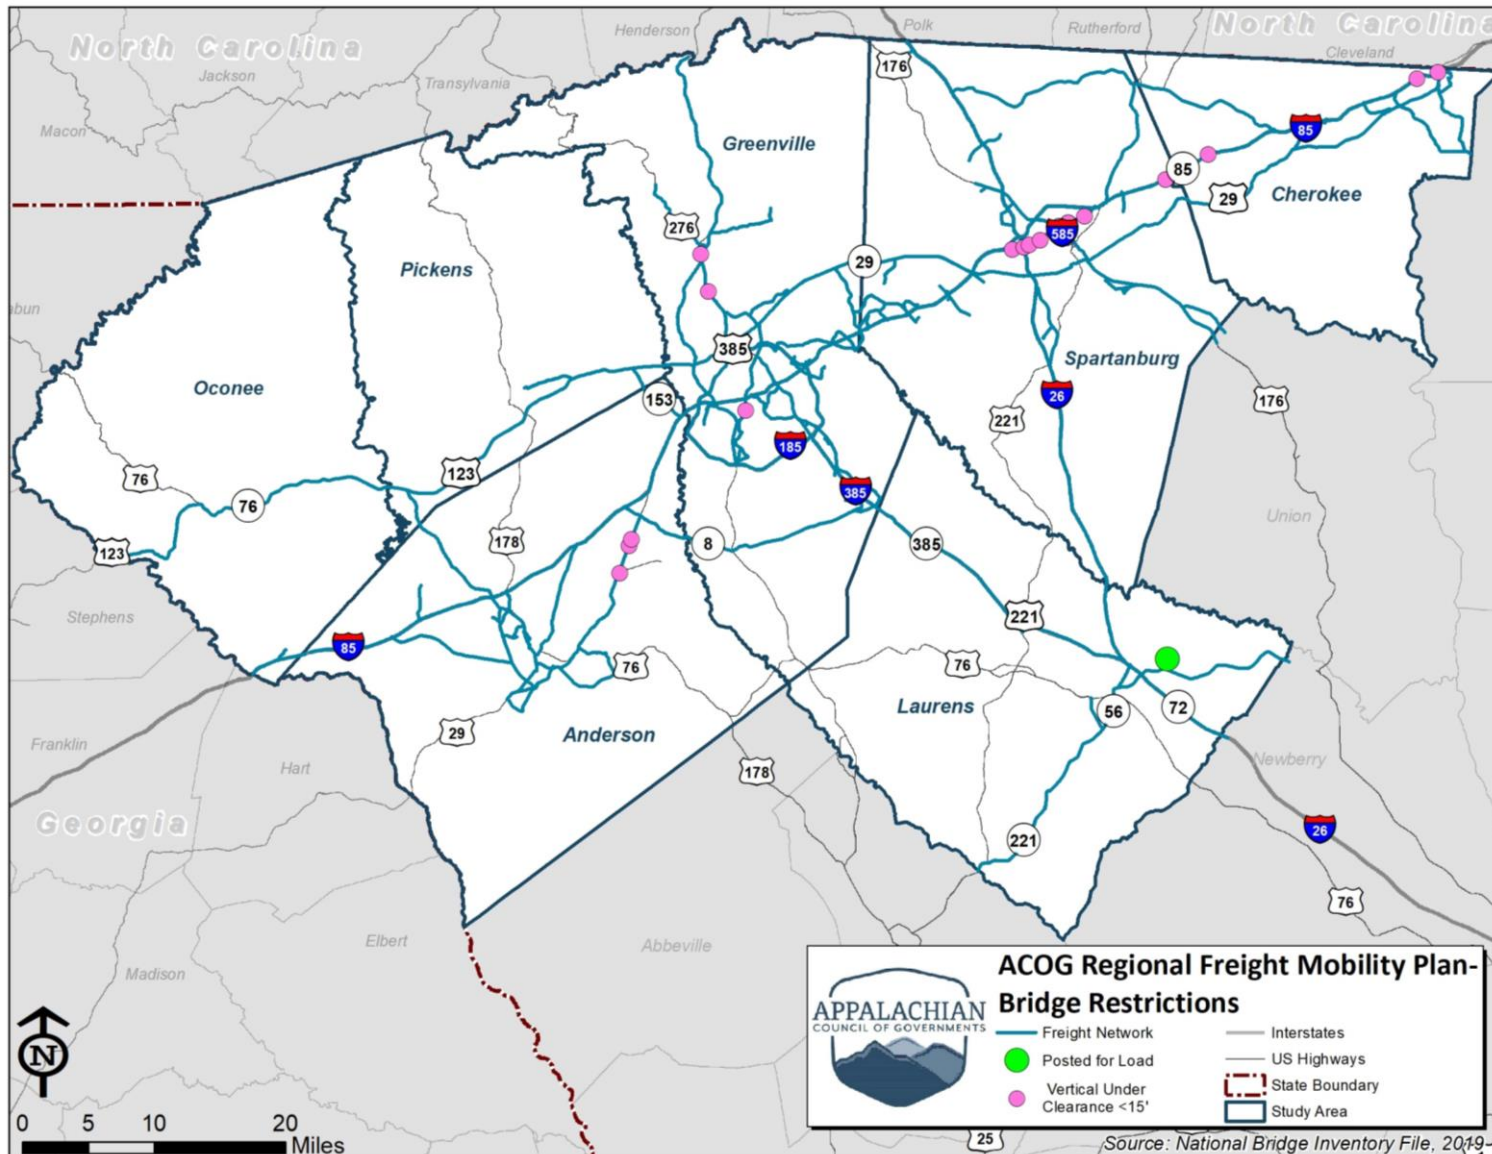 North Carolina
North Carolina
Henderson
Polk
Rutherford
Cleveland
Jackson
Transylvania
Macon
176
85
Greenville
85
29
Cherokee
276
585
Pickens
29
385
Oconee
Spartanburg
153
26
176
221
185
123
76
385
76
Union
178
8
385
123
Stephens
221
85
76
76
Laurens
56
72
29
Anderson
Franklin
Newberry
Hart
178
Georgia
26
221
76
Elbert
Abbeville
Madison
ACOG Regional Freight Mobility Plan-
Bridge Restrictions
APPALACHIAN
COUNCIL OF GOVERNMENTS
Freight Network
Interstates
Posted for Load
US Highways
Vertical Under
Clearance <15'
State Boundary
Study Area
N
0 5 10 20
Miles
25
Source: National Bridge Inventory File, 2019